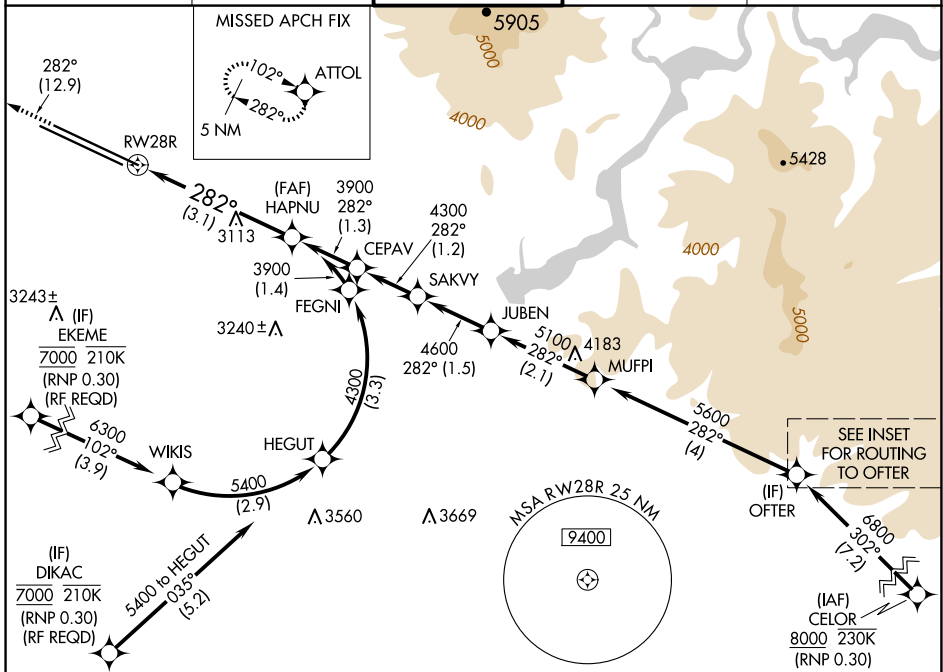 MISSED APCH FIX
102°
ATTOL
282°
5 NM
5905
5000
4000
282°
(12.9)
RW28R
5428
282°
(3.1)
3113
(FAF)
HAPNU
3900
282°
(1.3)
4300
282°
(1.2)
CEPAV
4000
3900
(1.4)
SAKVY
FEGNI
3243±
(IF)
EKEME
7000 210K
(RNP 0.30)
(RF REQD)
3240±
JUBEN
4600
282° (1.5)
5100
282°
(2.1)
4183
MUFPI
5000
4300
(3.3)
6300
102°
(3.9)
5600
282°
(4)
SEE INSET
FOR ROUTING
TO OFTER
WIKIS
HEGUT
5400
(2.9)
(IF)
OFTER
3560
3669
MSA RW28R 25 NM
9400
6800
302°
(7.2)
5400 to HEGUT
035°
(5.2)
(IF)
DIKAC
7000 210K
(RNP 0.30)
(RF REQD)
(IAF)
CELOR
8000 230K
(RNP 0.30)